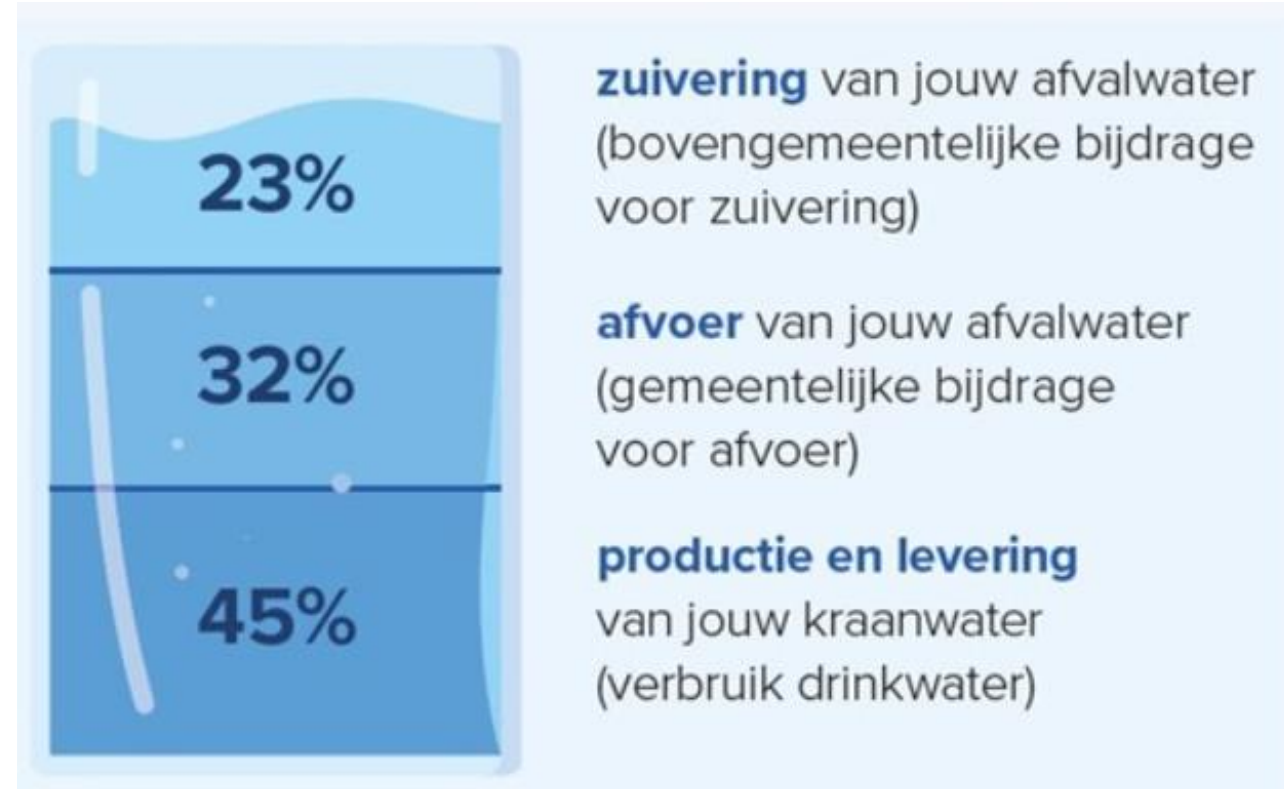 23%
zuivering van jouw afvalwater
(bovengemeentelijke bijdrage
voor zuivering)
32%
afvoer van jouw afvalwater
(gemeentelijke bijdrage
voor afvoer)
45%
productie en levering
van jouw kraanwater
(verbruik drinkwater)